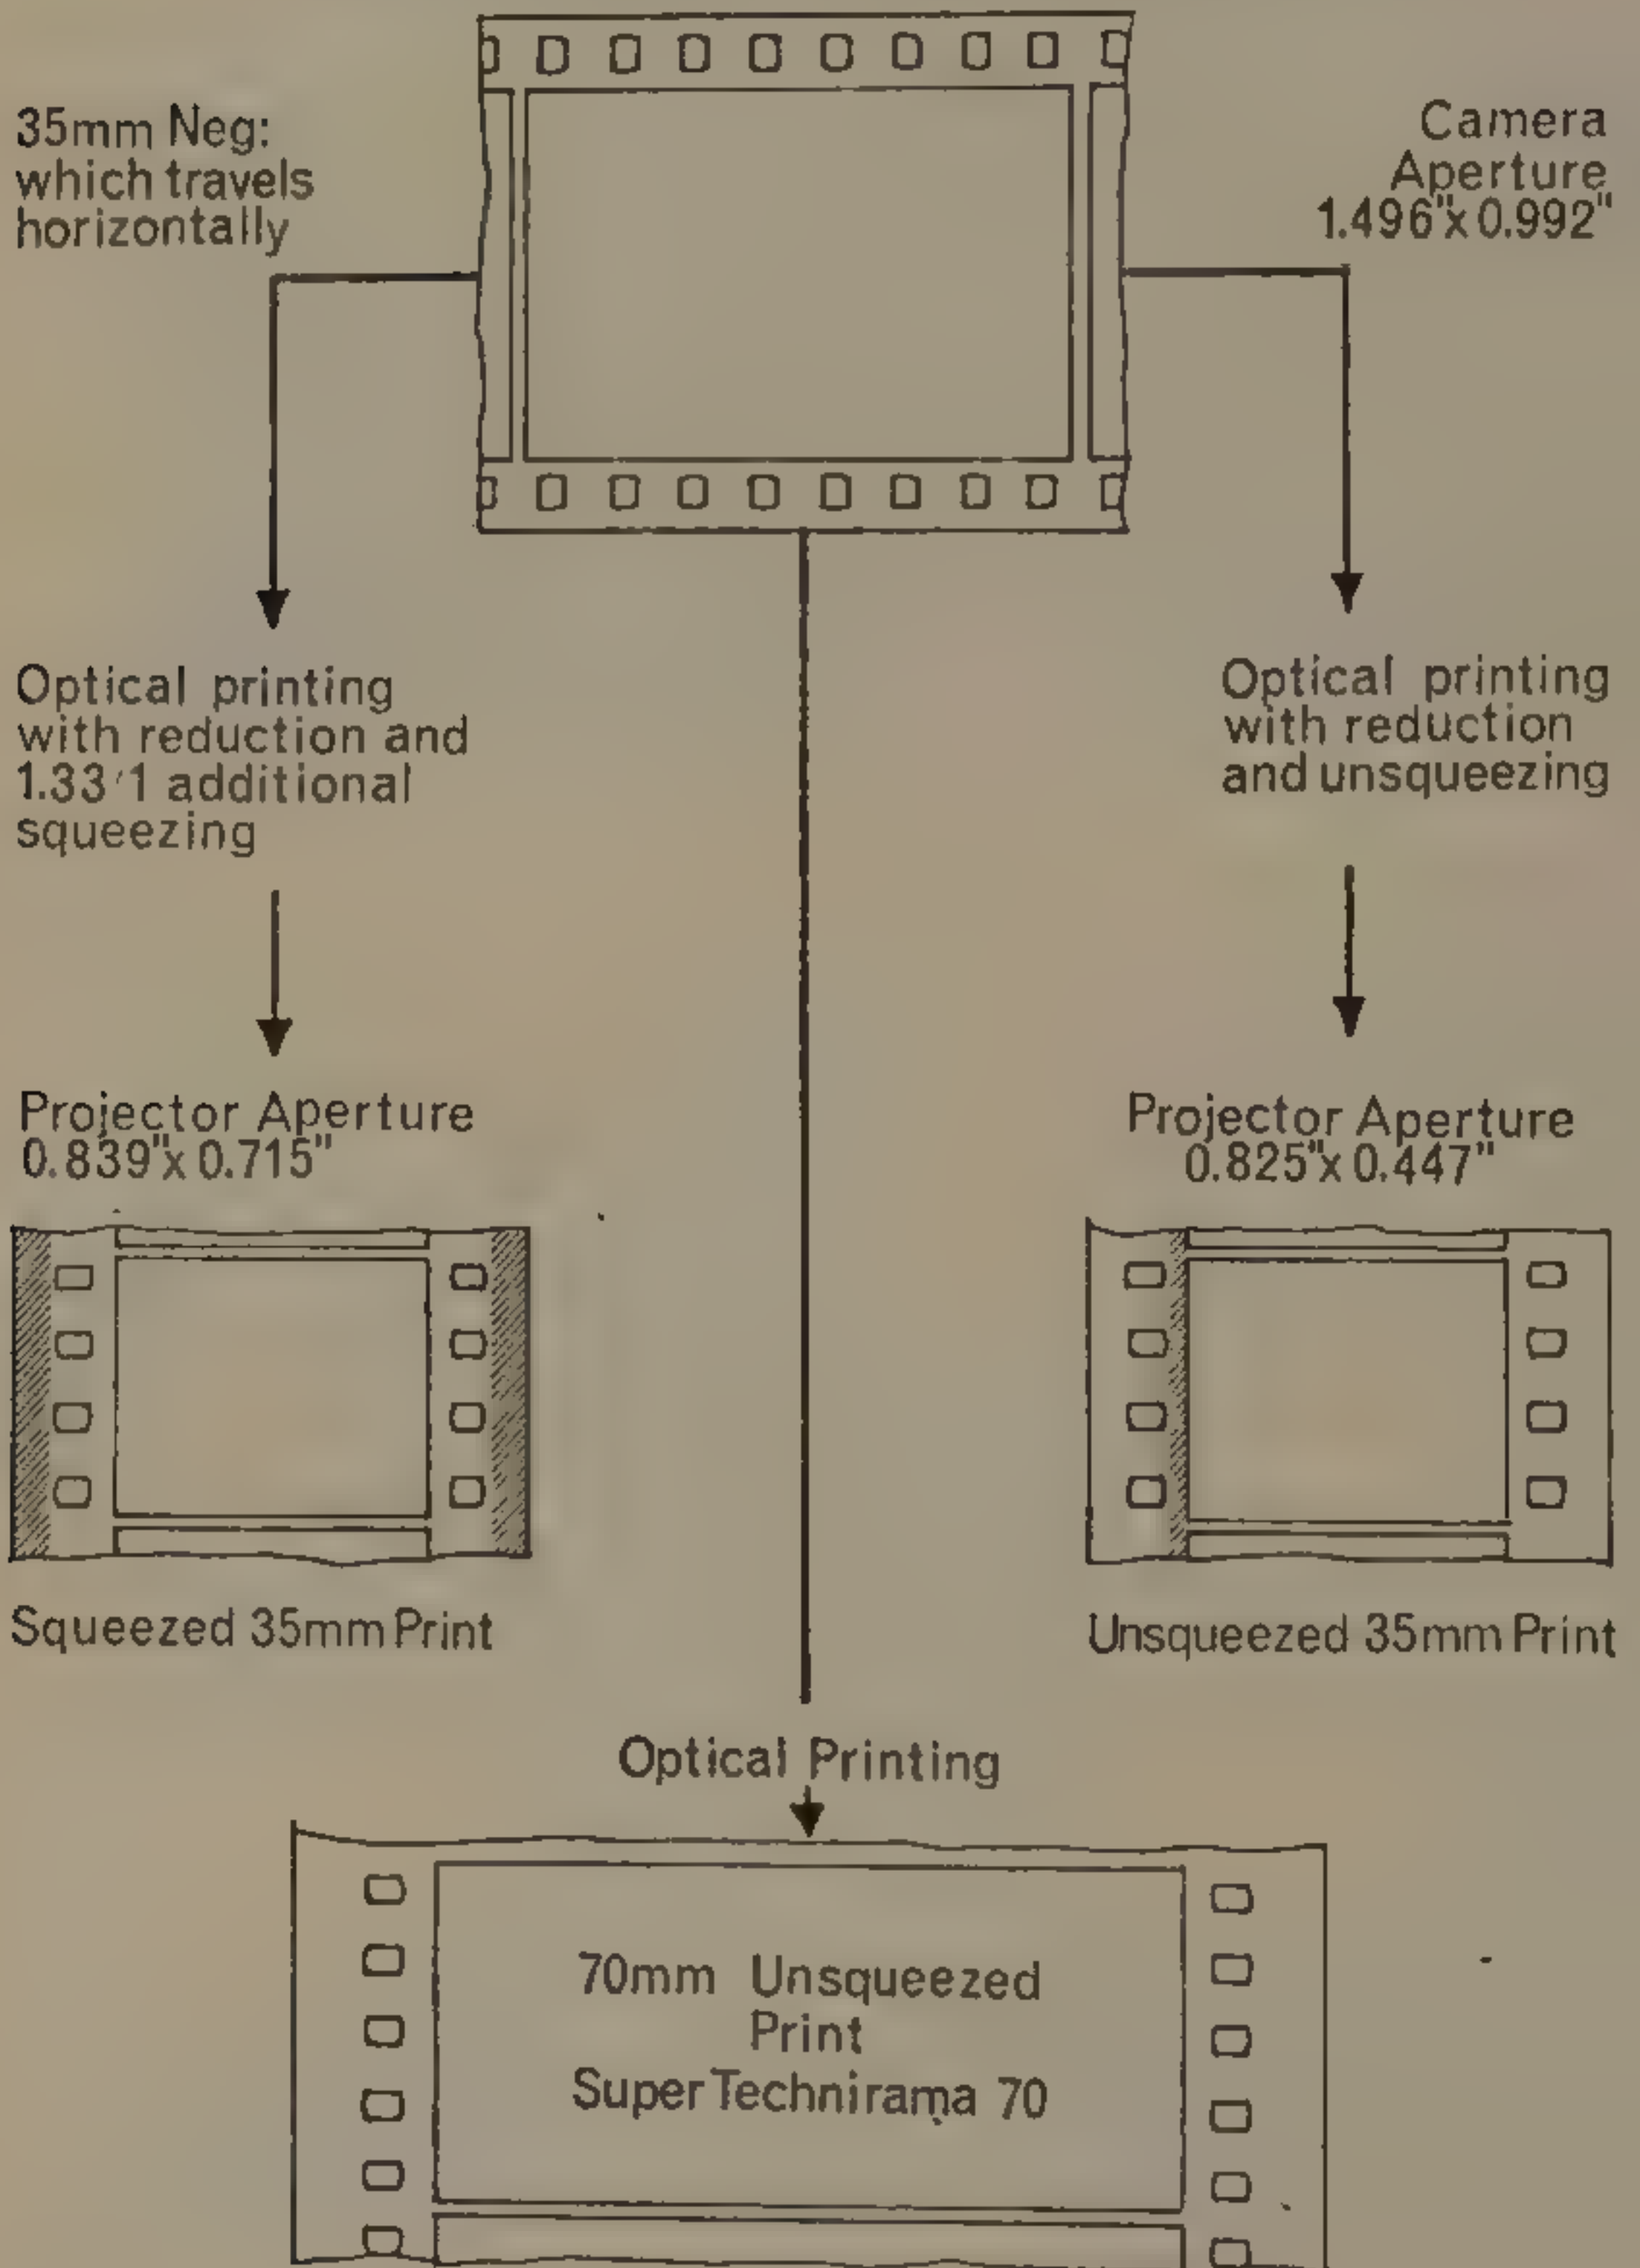 35mm Neg:
which travels
horizontally
Camera
Aperture
1.496"x 0.992"
Optical printing
with reduction and
1.33/1 additional
squeezing
Optical printing
with reduction
and unsqueezing
Projector Aperture
0.839"x 0.715"
Projector Aperture
0.825"x 0.447"
Squeezed 35mm Print
Unsqueezed 35mm Print
Optical Printing
70mm Unsqueezed
Print
Super Technirama 70